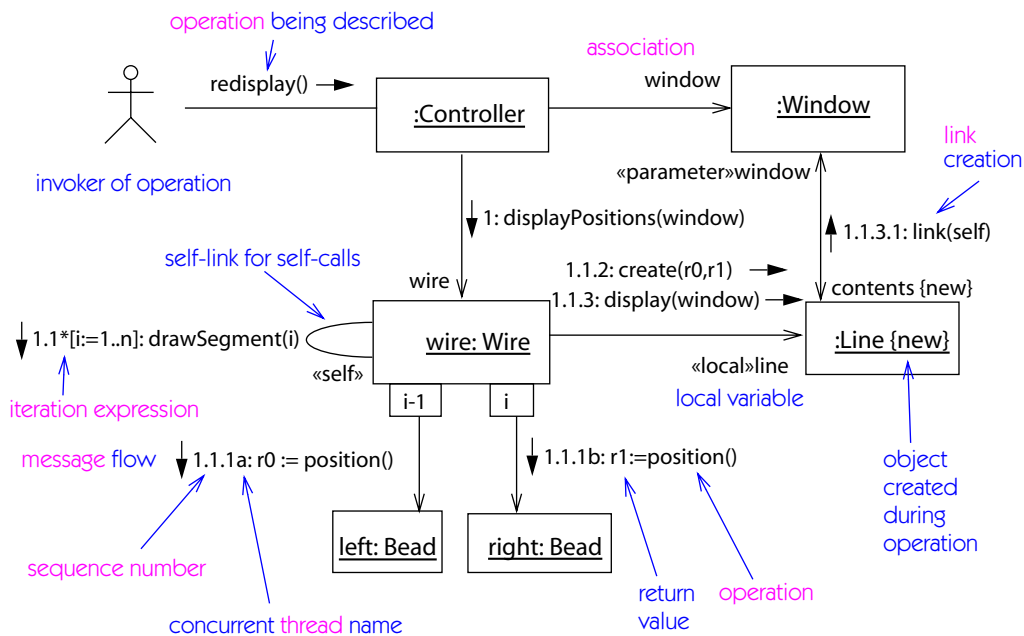 operation being described
association
redisplay()
window
:Controller
:Window
link
creation
invoker of operation
«parameter»window
1: displayPositions(window)
1.1.3.1: link(self)
self-link for self-calls
wire
1.1.2: create(r0,r1)
1.1.3: display(window)
contents {new}
1.1*[i:=1..n]: drawSegment(i)
wire: Wire
:Line {new}
«self»
«local»line
iteration expression
i-1
i
local variable
message flow
1.1.1a: r0 := position()
1.1.1b: r1:=position()
object
created
during
operation
left: Bead
right: Bead
sequence number
return
value
operation
concurrent thread name